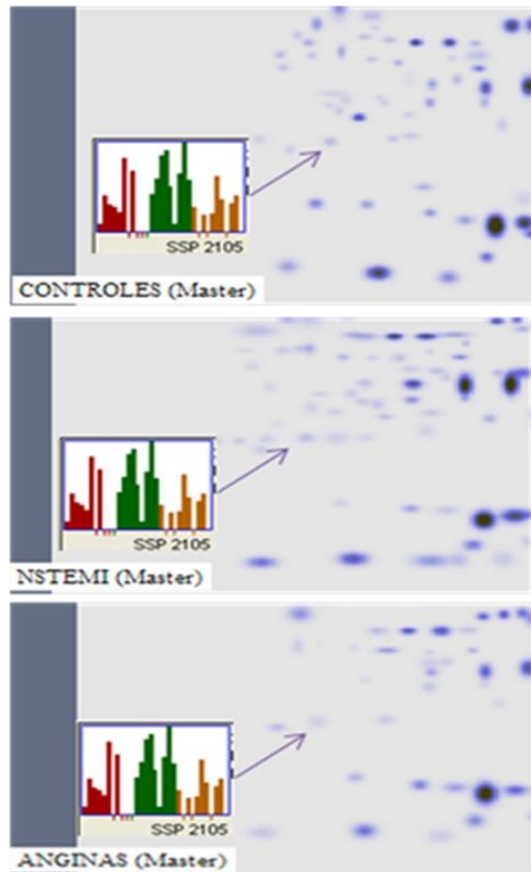 SSP 2105
CONTROLES (Master)
SSP 2105
NSTEMI (Master)
SSP 2105
ANGINAS (Master)